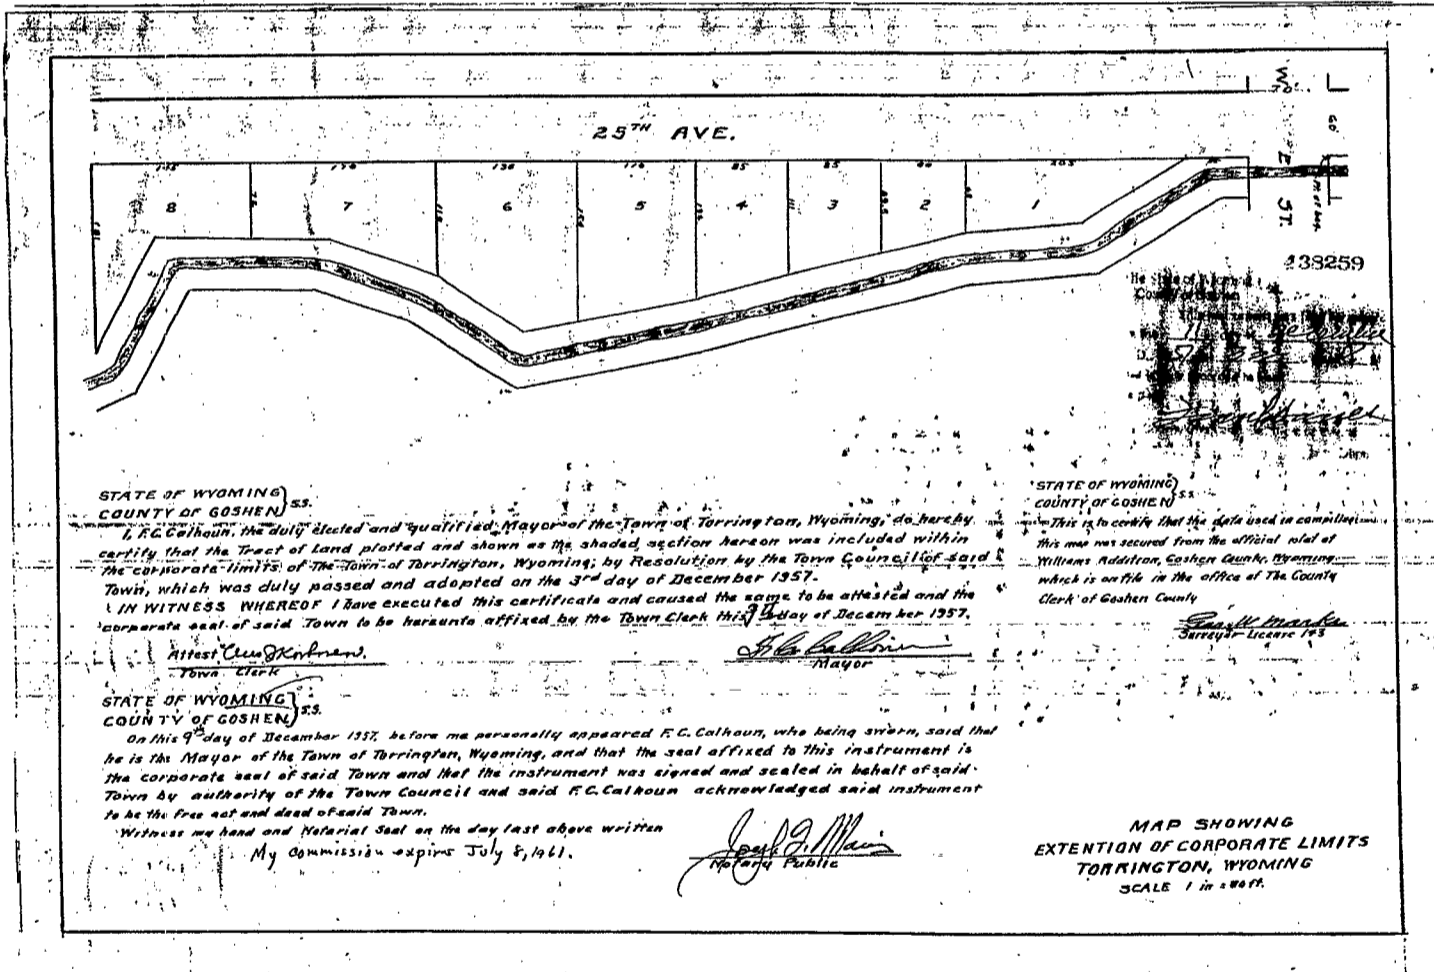 25TH AVE.
W.
E ST.
60
8
7
6
5
4
3
2
1
85
85
205
438259
STATE OF WYOMING } S.S.
COUNTY OF GOSHEN
I, F.C. Calhoun, the duly elected and qualified Mayor of the Town of Torrington, Wyoming, do hereby
certify that the Tract of Land plotted and shown as the shaded section hereon was included within
the corporate limits of the Town of Torrington, Wyoming; by Resolution by the Town Council of said
Town, which was duly passed and adopted on the 3rd day of December 1957.
IN WITNESS WHEREOF I have executed this certificate and caused the same to be attested and the
corporate seal of said Town to be hereunto affixed by the Town Clerk this day of December 1957.
Attest
Town Clerk
F. C. Calhoun
Mayor
STATE OF WYOMING } S.S.
COUNTY OF GOSHEN
On this 9th day of December 1957, before me personally appeared F.C. Calhoun, who being sworn, said that
he is the Mayor of the Town of Torrington, Wyoming, and that the seal affixed to this instrument is
the corporate seal of said Town and that the instrument was signed and sealed in behalf of said
Town by authority of the Town Council and said F.C. Calhoun acknowledged said instrument
to be the free act and deed of said Town.
Witness my hand and Notarial Seal on the day last above written
My commission expires July 8, 1961.
Notary Public
STATE OF WYOMING } S.S.
COUNTY OF GOSHEN
This is to certify that the data used in compiling
this map was secured from the official plat of
Williams Addition, Goshen County, Wyoming
which is on file in the office of The County
Clerk of Goshen County
Surveyor License 143
MAP SHOWING
EXTENTION OF CORPORATE LIMITS
TORRINGTON, WYOMING
SCALE 1 in = ft.